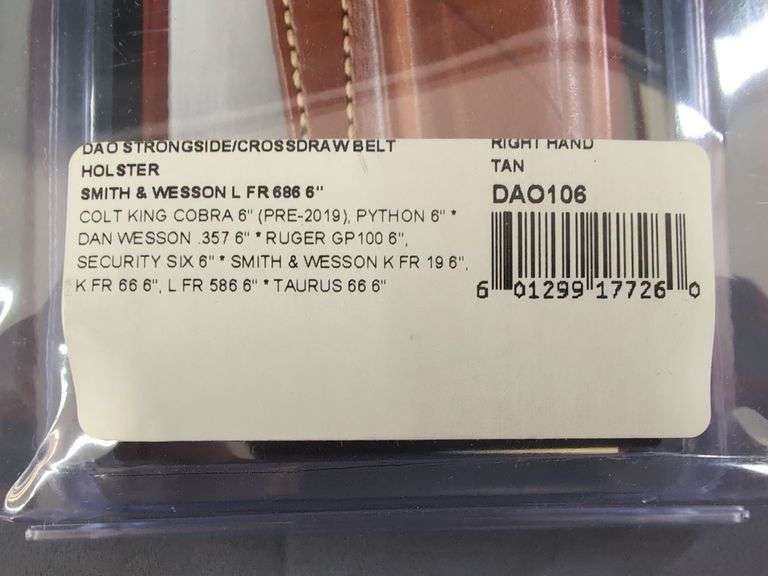 DAO STRONGSIDE/CROSSDRAW BELT
HOLSTER
SMITH & WESSON L FR 686 6"
COLT KING COBRA 6" (PRE-2019), PYTHON 6" *
DAN WESSON .357 6" * RUGER GP100 6",
SECURITY SIX 6" * SMITH & WESSON K FR 19 6",
K FR 66 6", L FR 586 6" * TAURUS 66 6"
RIGHT HAND
TAN
DAO106
6 01299 17726 0